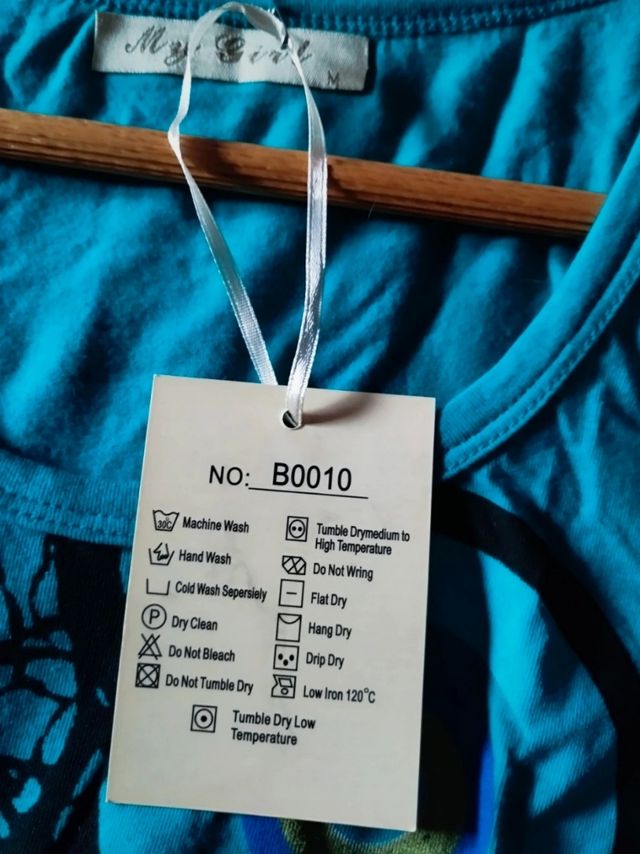 My Girl
M
NO: B0010
30C Machine Wash
Hand Wash
Cold Wash Sepersiely
P Dry Clean
Do Not Bleach
Do Not Tumble Dry
Tumble Drymedium to
High Temperature
Do Not Wring
Flat Dry
Hang Dry
Drip Dry
Low Iron 120°C
Tumble Dry Low
Temperature